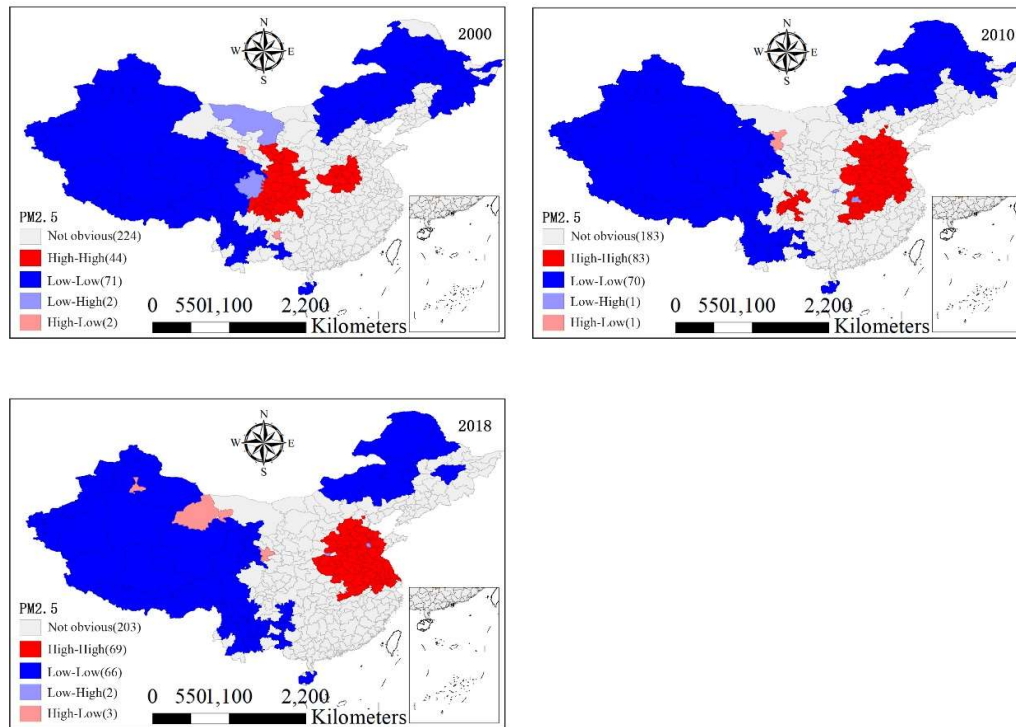 N
2000
W E
S
PM2.5
Not obvious(224)
High-High(44)
Low-Low(71)
Low-High(2)
High-Low(2)
0 5501,100 2,200
Kilometers
N
2010
W E
S
PM2.5
Not obvious(183)
High-High(83)
Low-Low(70)
Low-High(1)
High-Low(1)
0 5501,100 2,200
Kilometers
N
2018
W E
S
PM2.5
Not obvious(203)
High-High(69)
Low-Low(66)
Low-High(2)
High-Low(3)
0 5501,100 2,200
Kilometers